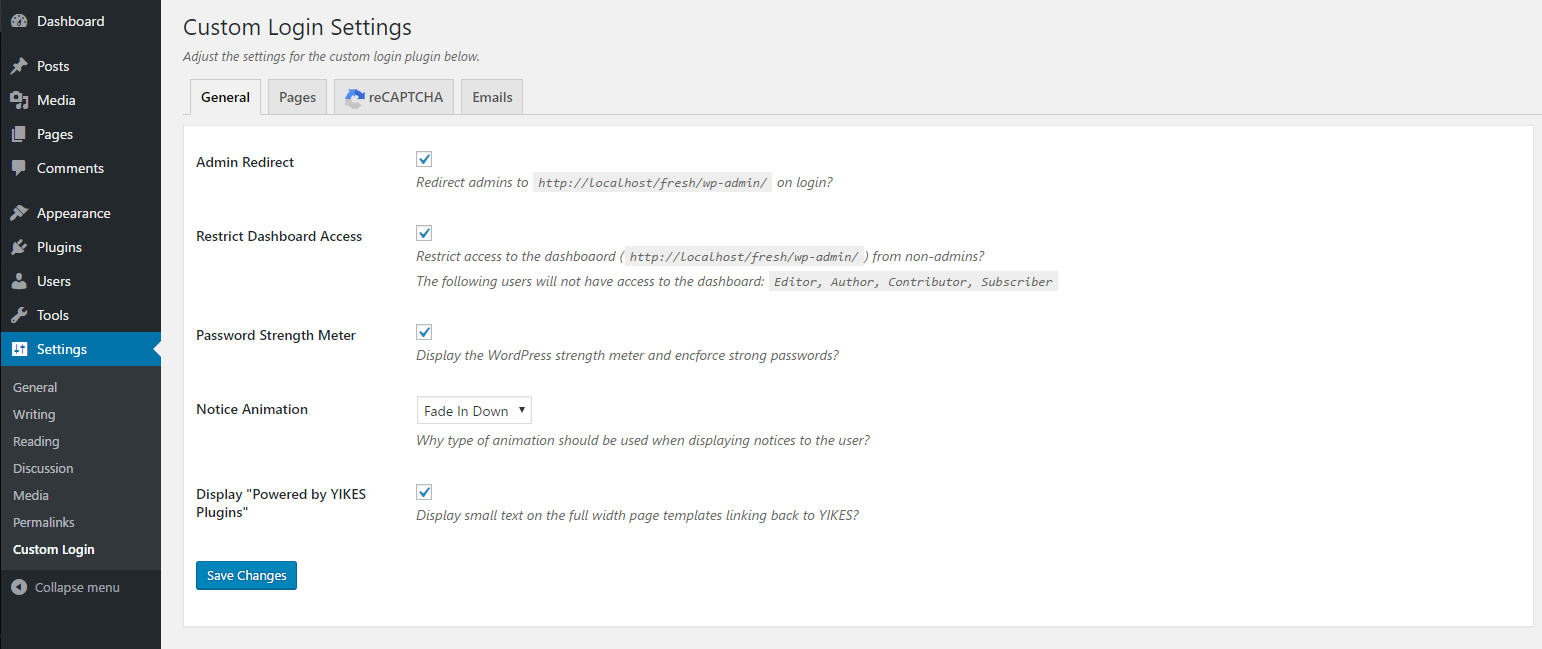 Dashboard
Posts
Media
Pages
Comments
Appearance
Plugins
Users
Tools
Settings
General
Writing
Reading
Discussion
Media
Permalinks
Custom Login
Collapse menu
Custom Login Settings
Adjust the settings for the custom login plugin below.
General Pages reCAPTCHA Emails
Admin Redirect
Redirect admins to http://localhost/fresh/wp-admin/ on login?
Restrict Dashboard Access
Restrict access to the dashboaord ( http://localhost/fresh/wp-admin/ ) from non-admins?
The following users will not have access to the dashboard: Editor, Author, Contributor, Subscriber
Password Strength Meter
Display the WordPress strength meter and encforce strong passwords?
Notice Animation
Fade In Down
Why type of animation should be used when displaying notices to the user?
Display "Powered by YIKES
Plugins"
Display small text on the full width page templates linking back to YIKES?
Save Changes